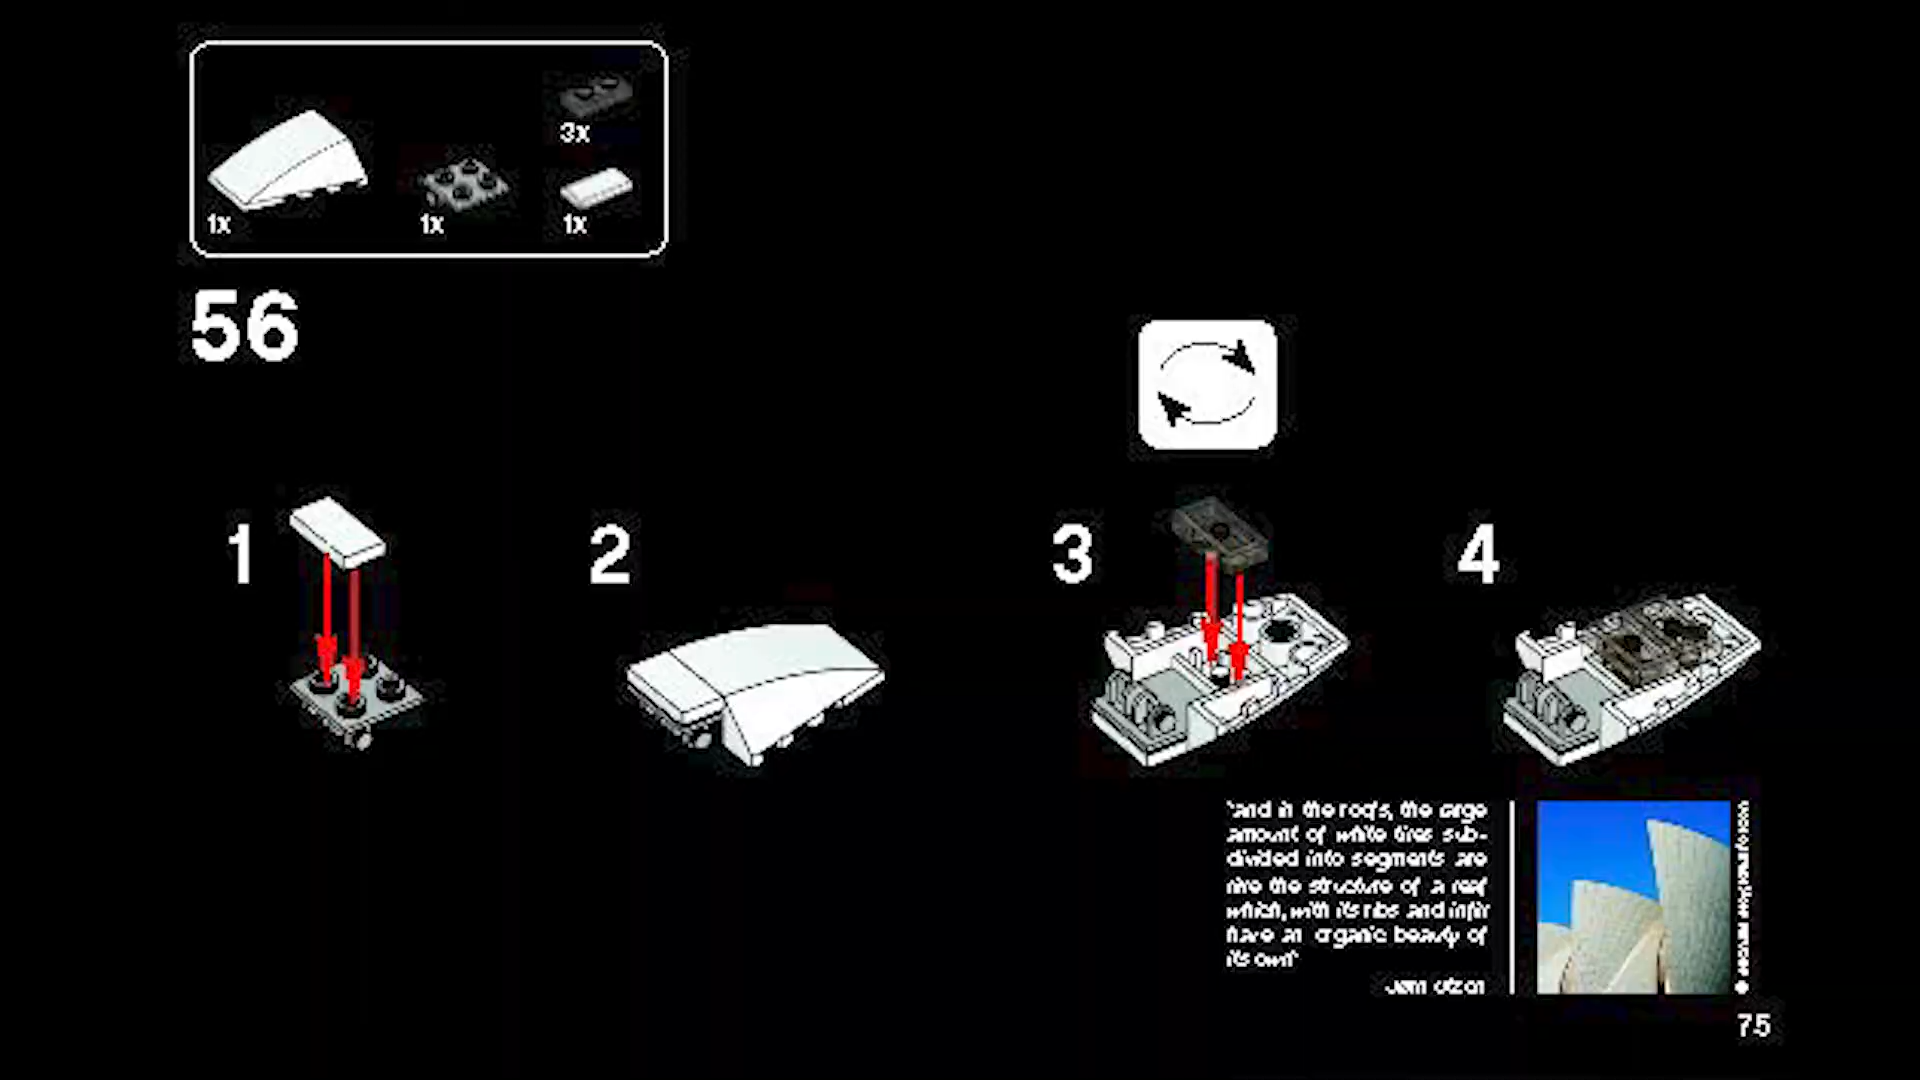 3x
1x
1x
1x
56
1
2
3
4
and in the roofs, the large
amount of white tiles sub-
divided into segments are
like the structure of a leaf
which, with its ribs and infill
have an organic beauty of
its own"
Jørn Utzon
75